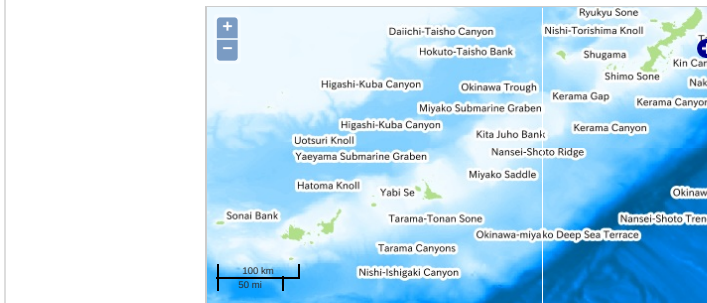 +
−
Ryukyu Sone
Daiichi-Taisho Canyon
Nishi-Torishima Knoll
Hokuto-Taisho Bank
Shugama
Kin Can
Shimo Sone
Nak
Higashi-Kuba Canyon
Okinawa Trough
Kerama Gap
Kerama Canyon
Miyako Submarine Graben
Higashi-Kuba Canyon
Kerama Canyon
Kita Juho Bank
Uotsuri Knoll
Yaeyama Submarine Graben
Nansei-Shoto Ridge
Miyako Saddle
Hatoma Knoll
Yabi Se
Okinaw
Sonai Bank
Tarama-Tonan Sone
Nansei-Shoto Tren
Okinawa-miyako Deep Sea Terrace
Tarama Canyons
100 km
Nishi-Ishigaki Canyon
50 mi